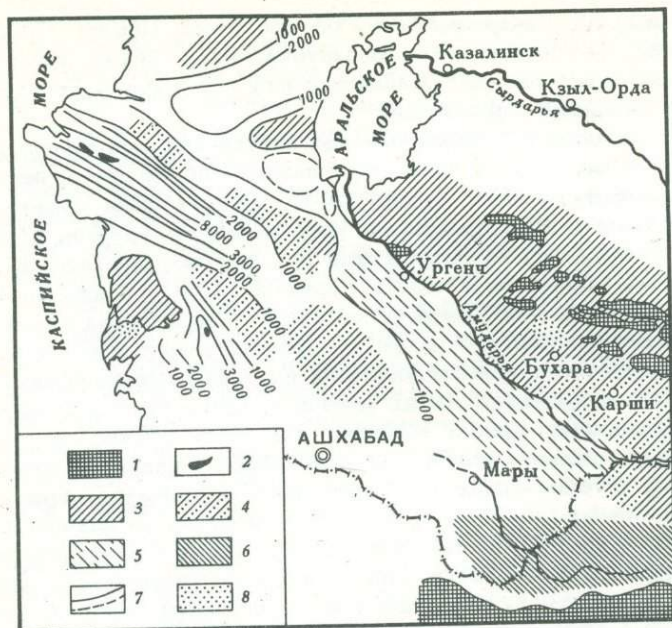 1000
2000
1000
КАСПИЙСКОЕ МОРЕ
АРАЛЬСКОЕ МОРЕ
Казалинск
Сырдарья
Кзыл-Орда
8000
3000
2000
2000
1000
1000
1000
2000
3000
1000
1000
Ургенч
Амударья
Бухара
Карши
АШХАБАД
Мары
1 2
3 4
5 6
7 8